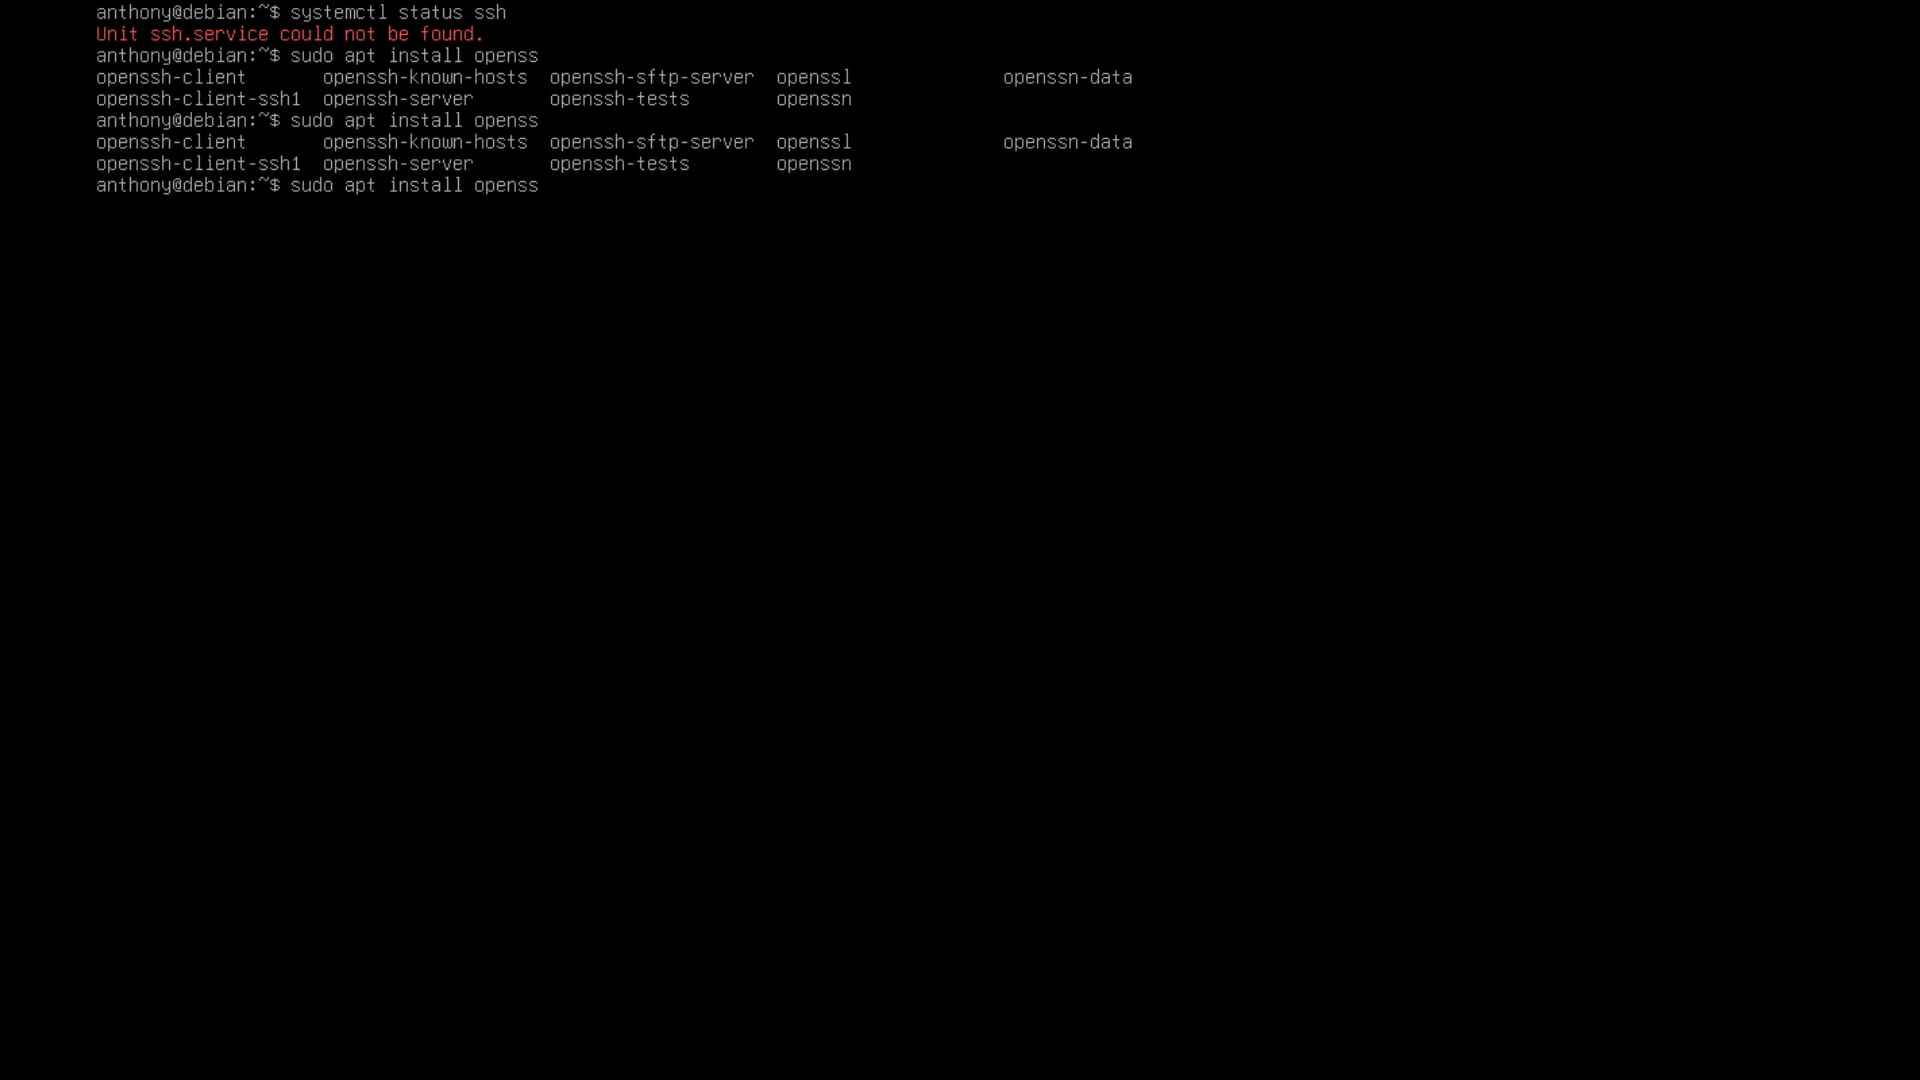 anthony@debian:~$ systemctl status ssh
Unit ssh.service could not be found.
anthony@debian:~$ sudo apt install openss
openssh-client       openssh-known-hosts  openssh-sftp-server  openssl              openssn-data
openssh-client-ssh1  openssh-server       openssh-tests        openssn
anthony@debian:~$ sudo apt install openss
openssh-client       openssh-known-hosts  openssh-sftp-server  openssl              openssn-data
openssh-client-ssh1  openssh-server       openssh-tests        openssn
anthony@debian:~$ sudo apt install openss